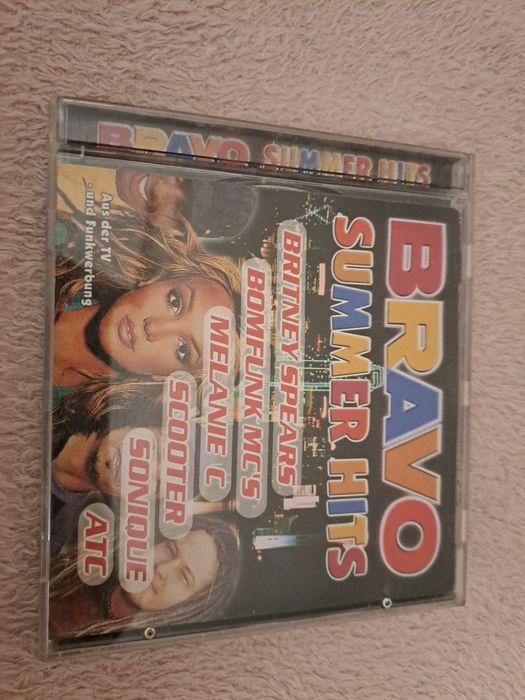 BRAVO SUMMER HITS
BRAVO
SUMMER HITS
BRITNEY SPEARS
BOMFUNK MC'S
MELANIE C
SCOOTER
SONIQUE
ATC
Aus der TV
- und Funkwerbung